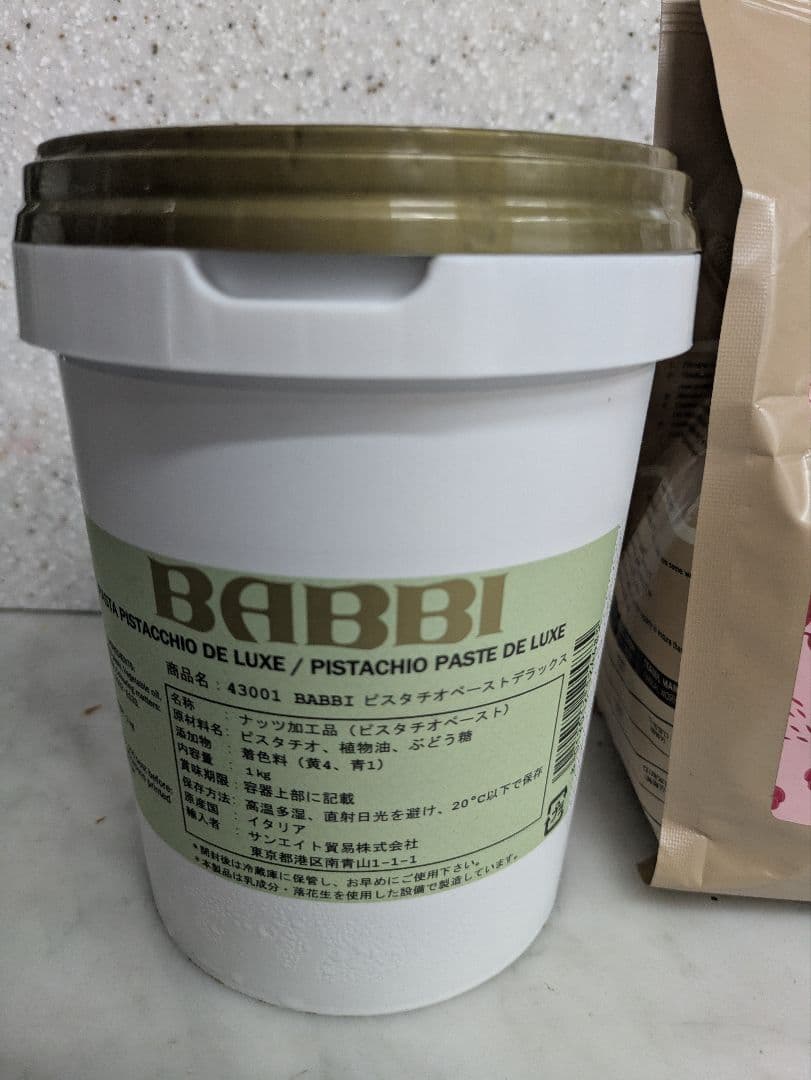 BABBI
PASTA PISTACCHIO DE LUXE / PISTACHIO PASTE DE LUXE
商品名：43001 BABBI ピスタチオペーストデラックス
名称：ナッツ加工品（ピスタチオペースト）
原材料名：ピスタチオ、植物油、ぶどう糖
添加物：着色料（黄4、青1）
内容量：1kg
賞味期限：容器上部に記載
保存方法：高温多湿、直射日光を避け、20°C以下で保存
原産国：イタリア
輸入者：サンエイト貿易株式会社
東京都港区南青山1-1-1
*開封後は冷蔵庫に保管し、お早めにご使用下さい。
*本製品は乳成分・落花生を使用した設備で製造しています。
vegetable oil,
before:
printed